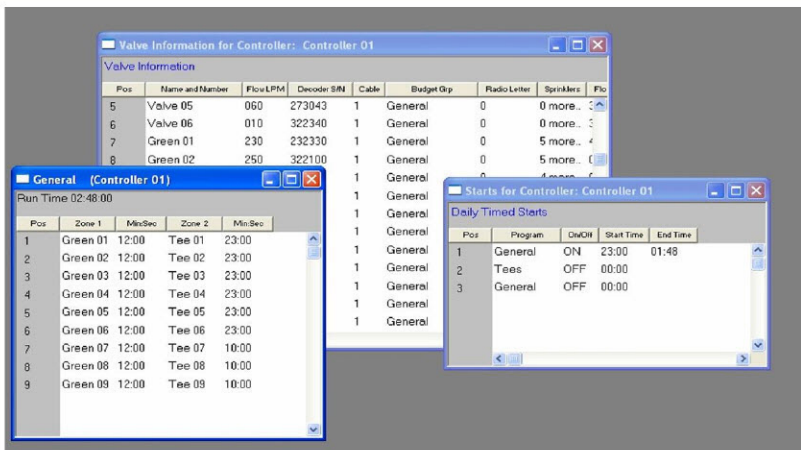 Valve Information for Controller: Controller 01
Valve Information
Pos Name and Number Flow LPM Decoder S/N Cable Budget Grp Radio Letter Sprinklers Flo
5 Valve 05 060 273043 1 General 0 0 more..
6 Valve 06 010 322340 1 General 0 0 more..
7 Green 01 230 232330 1 General 0 5 more..
8 Green 02 250 322100 1 General 0 5 more..
1 General
1 General
1 General
1 General
1 General
1 General
1 General
1 General
General (Controller 01)
Run Time 02:48:00
Pos Zone 1 Min:Sec Zone 2 Min:Sec
1 Green 01 12:00 Tee 01 23:00
2 Green 02 12:00 Tee 02 23:00
3 Green 03 12:00 Tee 03 23:00
4 Green 04 12:00 Tee 04 23:00
5 Green 05 12:00 Tee 05 23:00
6 Green 06 12:00 Tee 06 23:00
7 Green 07 12:00 Tee 07 10:00
8 Green 08 12:00 Tee 08 10:00
9 Green 09 12:00 Tee 09 10:00
Starts for Controller: Controller 01
Daily Timed Starts
Pos Program On/Off Start Time End Time
1 General ON 23:00 01:48
2 Tees OFF 00:00
3 General OFF 00:00